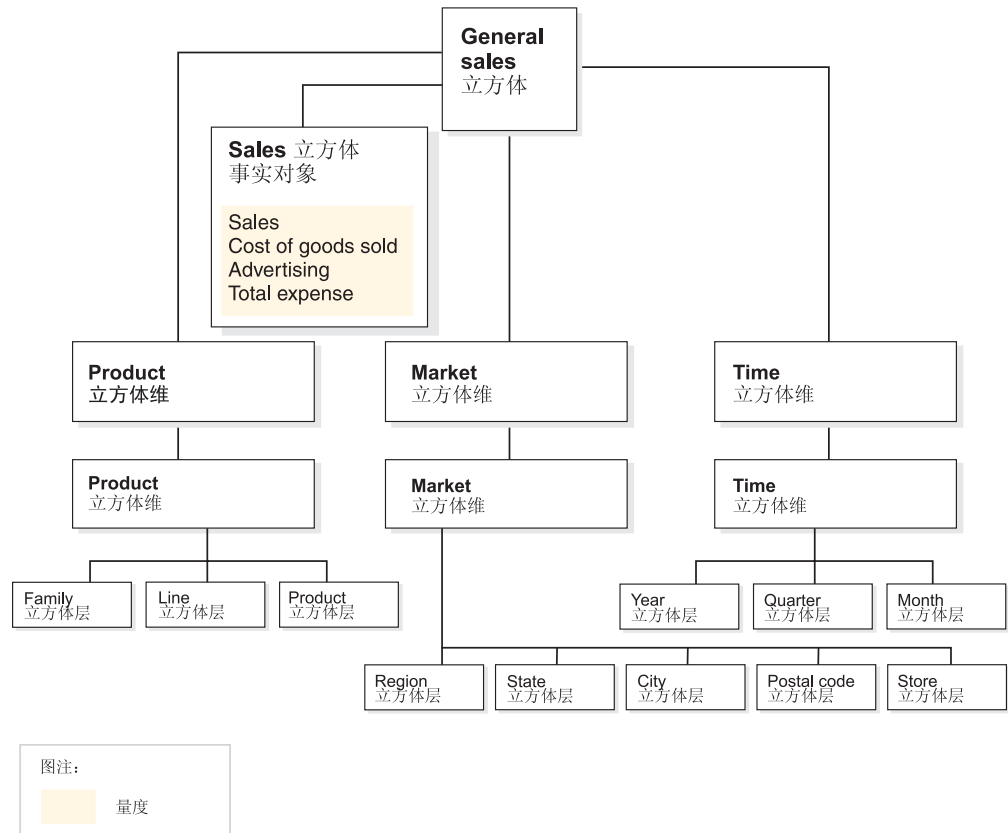 General
sales
立方体
Sales 立方体
事实对象
Sales
Cost of goods sold
Advertising
Total expense
Product
立方体维
Market
立方体维
Time
立方体维
Product
立方体维
Market
立方体维
Time
立方体维
Family
立方体层
Line
立方体层
Product
立方体层
Year
立方体层
Quarter
立方体层
Month
立方体层
Region
立方体层
State
立方体层
City
立方体层
Postal code
立方体层
Store
立方体层
图注：
量度